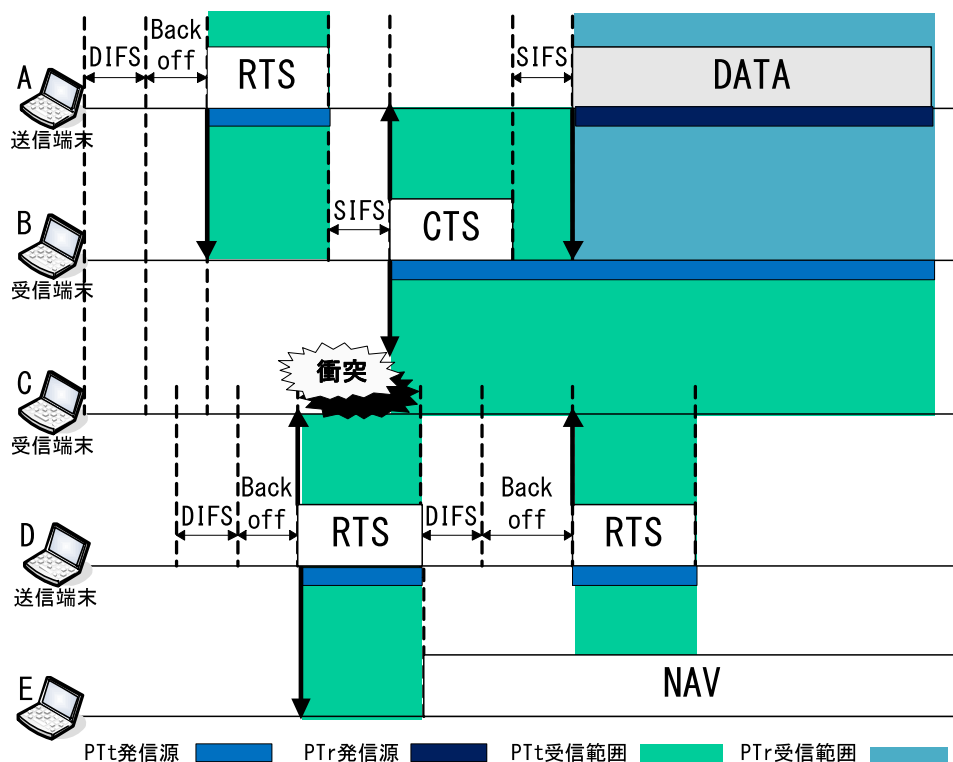 DIFS
Back
off
RTS
SIFS
DATA
A
送信端末
SIFS
CTS
B
受信端末
衝突
C
受信端末
DIFS
Back
off
RTS
DIFS
Back
off
RTS
D
送信端末
E
NAV
PTt発信源
PTr発信源
PTt受信範囲
PTr受信範囲